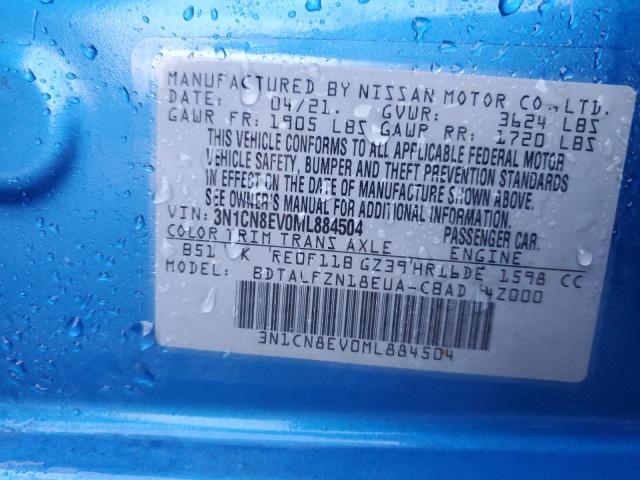 MANUFACTURED BY NISSAN MOTOR CO., LTD.
DATE: 04/21. GVWR: 3624 LBS
GAWR FR: 1905 LBS GAWR RR: 1720 LBS
THIS VEHICLE CONFORMS TO ALL APPLICABLE FEDERAL MOTOR
VEHICLE SAFETY, BUMPER AND THEFT PREVENTION STANDARDS
IN EFFECT ON THE DATE OF MANUFACTURE SHOWN ABOVE.
SEE OWNER'S MANUAL FOR ADDITIONAL INFORMATION.
VIN: 3N1CN8EV0ML884504 PASSENGER CAR.
COLOR TRIM TRANS AXLE ENGINE
B51 K RE0F11B GZ39 HR16DE 1598 CC
MODEL: BDTALFZN18EUA-CBAD 4Z000
3N1CN8EV0ML884504